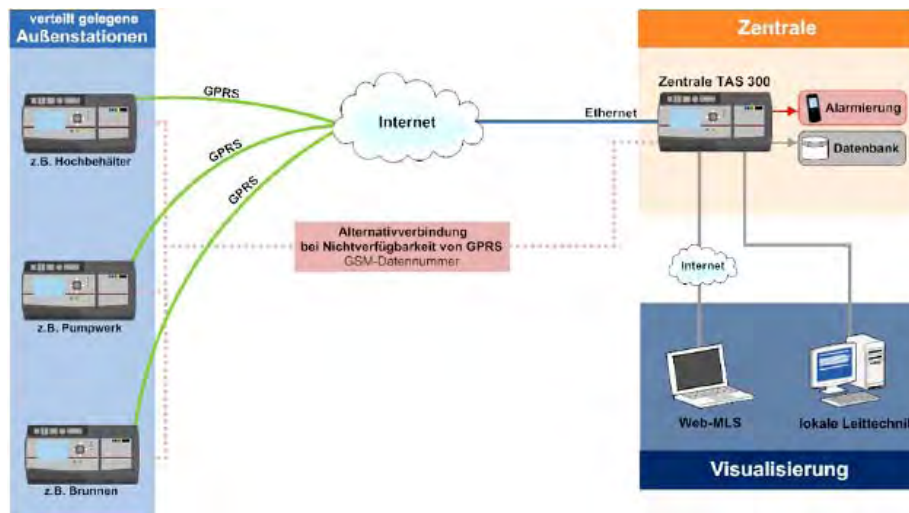 verteilt gelegene
Außenstationen
z.B. Hochbehälter
z.B. Pumpwerk
z.B. Brunnen
GPRS
GPRS
GPRS
Internet
Ethernet
Alternativverbindung
bei Nichtverfügbarkeit von GPRS
GSM-Datennummer
Zentrale
Zentrale TAS 300
Alarmierung
Datenbank
Internet
Web-MLS
lokale Leittechnik
Visualisierung